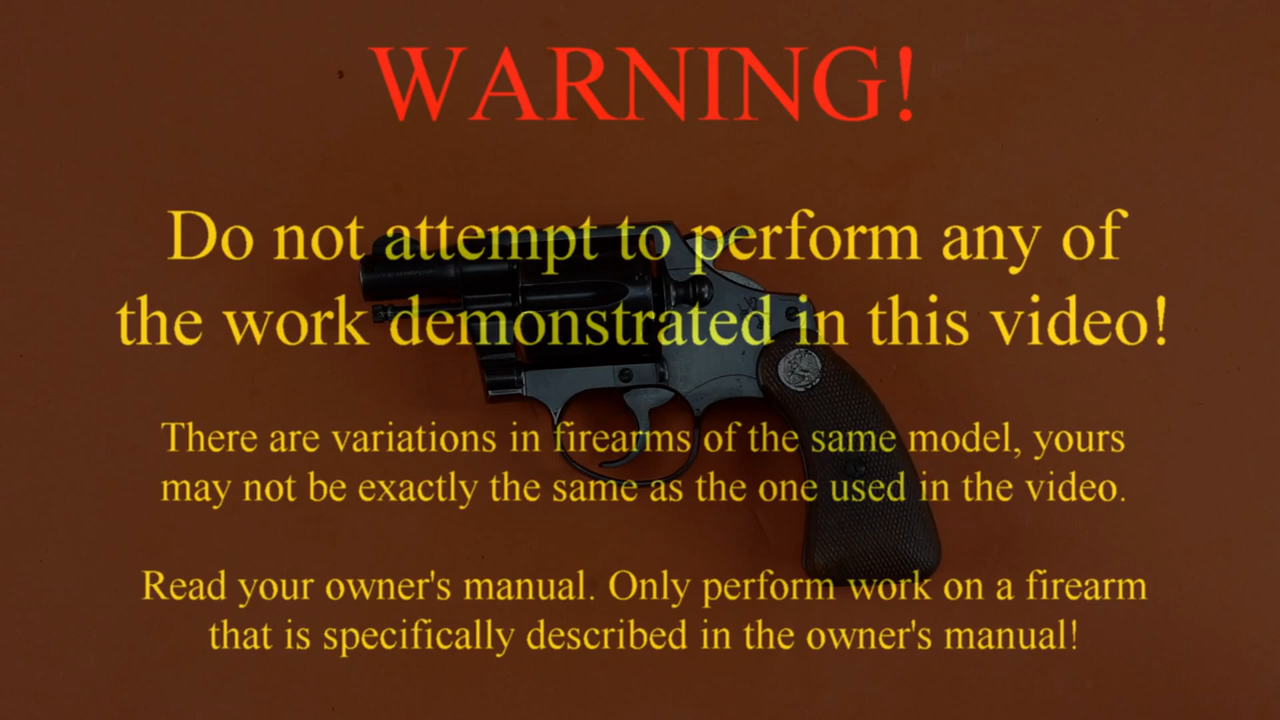 WARNING!
Do not attempt to perform any of
the work demonstrated in this video!
There are variations in firearms of the same model, yours
may not be exactly the same as the one used in the video.
Read your owner's manual. Only perform work on a firearm
that is specifically described in the owner's manual!